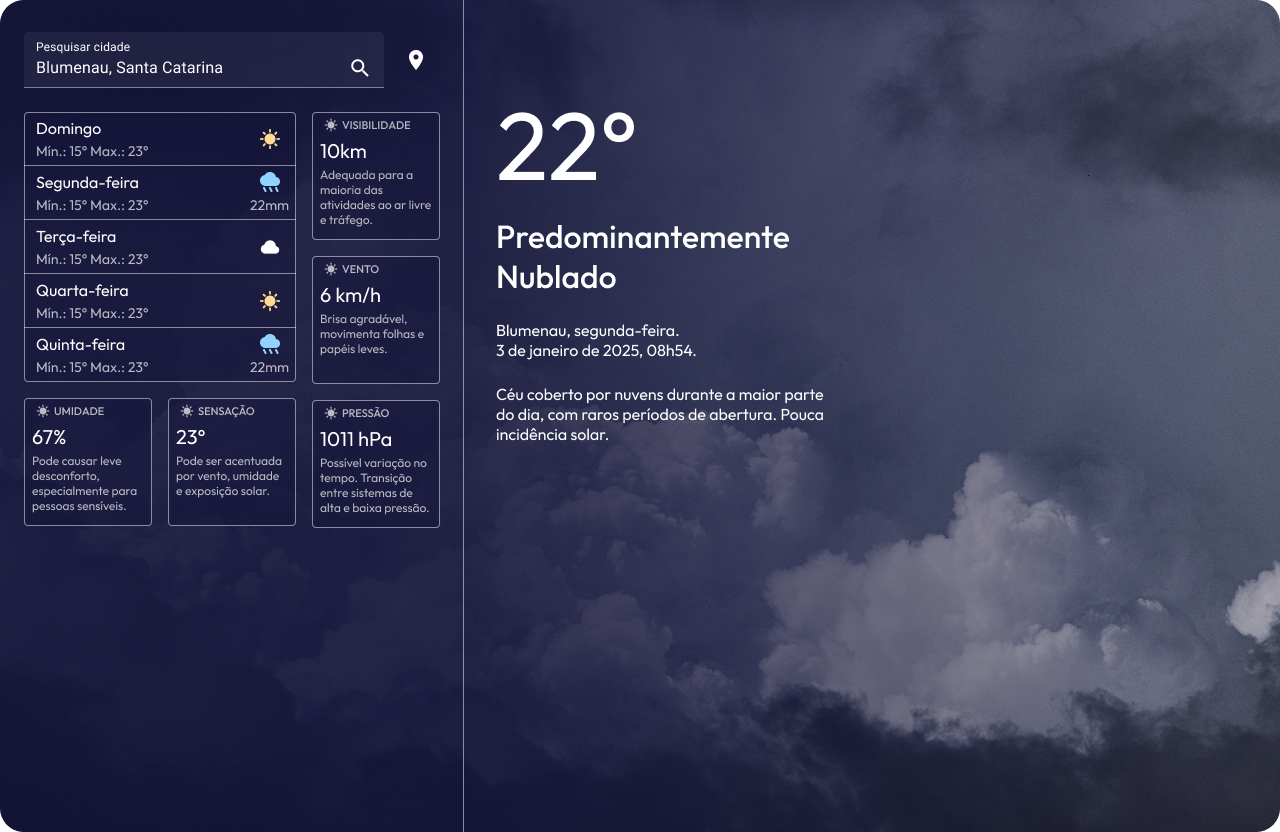 Pesquisar cidade
Blumenau, Santa Catarina
Domingo
Mín.: 15° Max.: 23°
Segunda-feira
Mín.: 15° Max.: 23°
22mm
Terça-feira
Mín.: 15° Max.: 23°
Quarta-feira
Mín.: 15° Max.: 23°
Quinta-feira
Mín.: 15° Max.: 23°
22mm
VISIBILIDADE
10km
Adequada para a
maioria das
atividades ao ar livre
e tráfego.
VENTO
6 km/h
Brisa agradável,
movimenta folhas e
papéis leves.
UMIDADE
67%
Pode causar leve
desconforto,
especialmente para
pessoas sensíveis.
SENSAÇÃO
23°
Pode ser acentuada
por vento, umidade
e exposição solar.
PRESSÃO
1011 hPa
Possível variação no
tempo. Transição
entre sistemas de
alta e baixa pressão.
22°
Predominantemente
Nublado
Blumenau, segunda-feira.
3 de janeiro de 2025, 08h54.
Céu coberto por nuvens durante a maior parte
do dia, com raros períodos de abertura. Pouca
incidência solar.